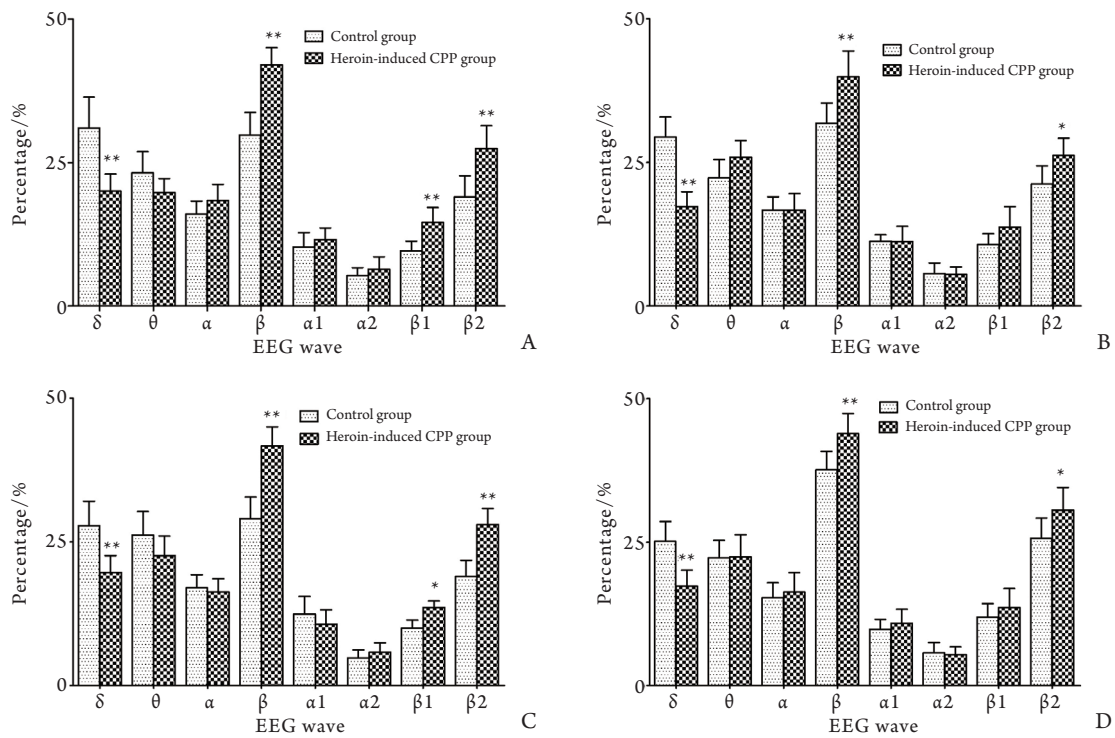 50
Control group
Heroin-induced CPP group
**
**
**
**
Percentage/%
25
0
δ θ α β α1 α2 β1 β2
EEG wave
A
50
Control group
Heroin-induced CPP group
**
**
*
Percentage/%
25
0
δ θ α β α1 α2 β1 β2
EEG wave
B
50
Control group
Heroin-induced CPP group
**
**
*
**
Percentage/%
25
0
δ θ α β α1 α2 β1 β2
EEG wave
C
50
Control group
Heroin-induced CPP group
**
**
*
Percentage/%
25
0
δ θ α β α1 α2 β1 β2
EEG wave
D